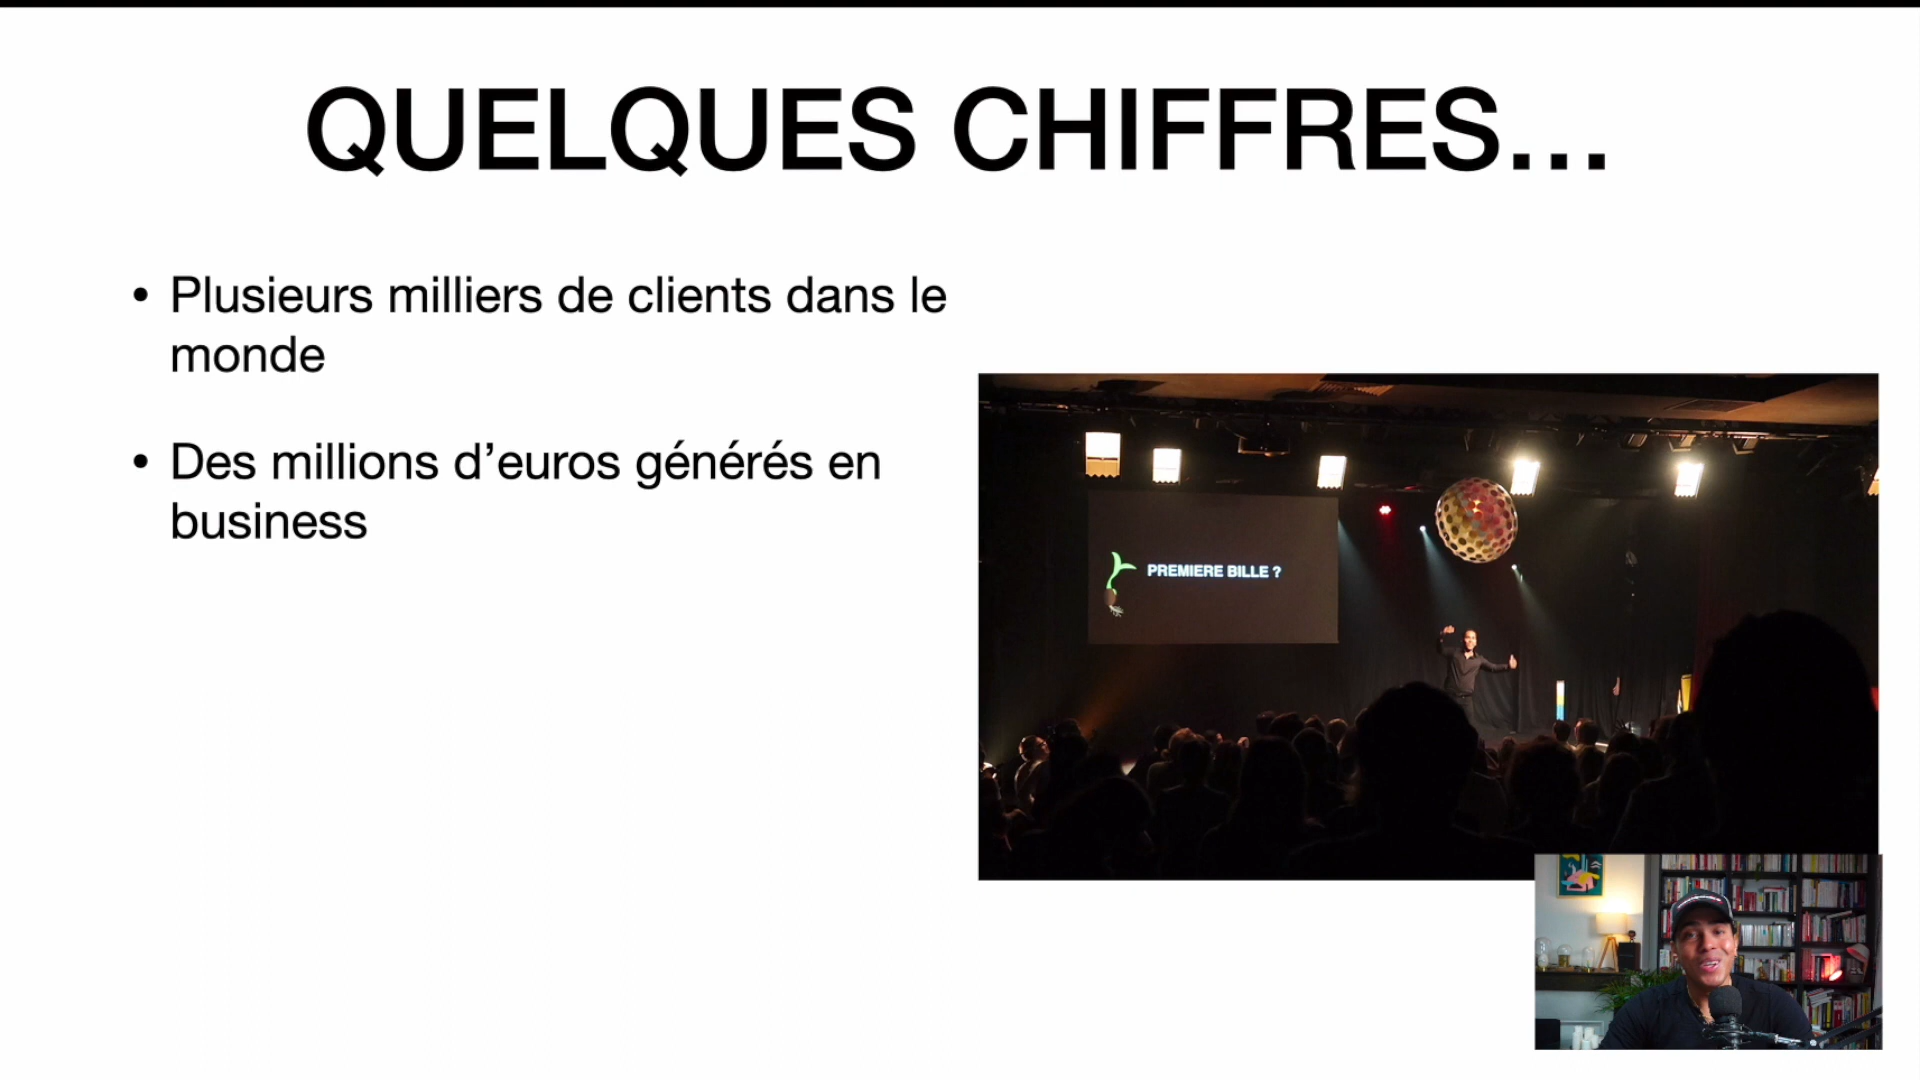 QUELQUES CHIFFRES...
• Plusieurs milliers de clients dans le
monde
• Des millions d’euros générés en
business
PREMIERE BILLE ?